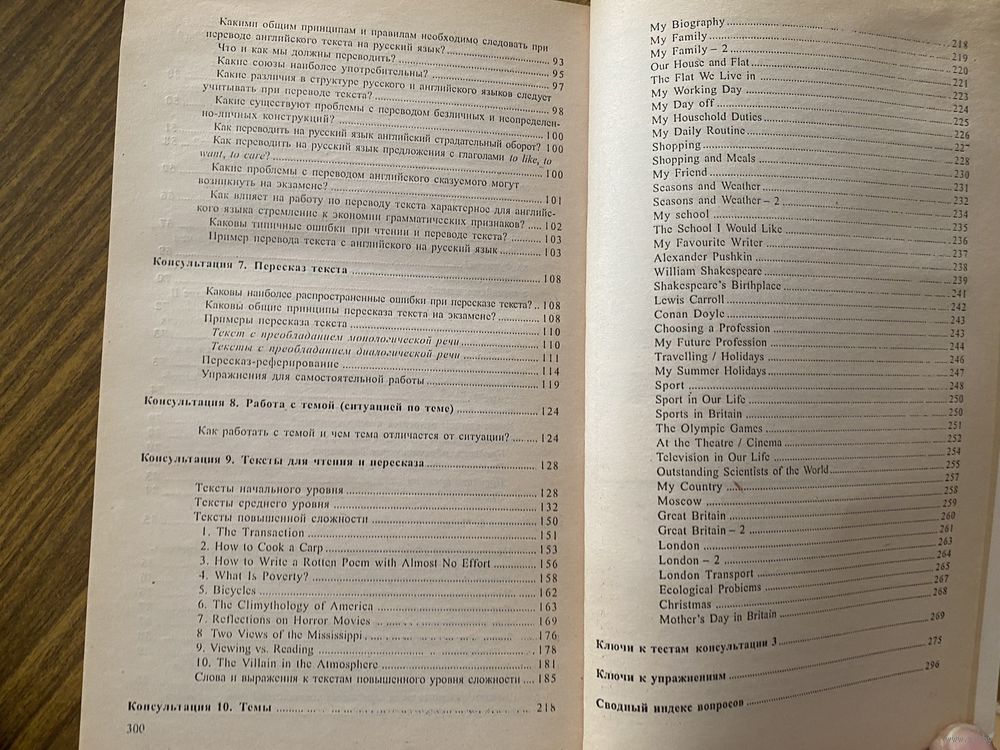 Какими общим принципам и правилам необходимо следовать при
переводе английского текста на русский язык? 93
Что и как мы должны переводить? 95
Какие союзы наиболее употребительны? 97
Какие различия в структуре русского и английского языков следует
учитывать при переводе текста? 98
Какие существуют проблемы с переводом безличных и неопределен-
но-личных конструкций? 100
Как переводить на русский язык английский страдательный оборот? 100
Как переводить на русский язык предложения с глаголами to like, to
want, to care? 100
Какие проблемы с переводом английского сказуемого могут
возникнуть на экзамене? 101
Как влияет на работу по переводу текста характерное для английс-
кого языка стремление к экономии грамматических признаков? 102
Каковы типичные ошибки при чтении и переводе текста? 103
Пример перевода текста с английского на русский язык 103
Консультация 7. Пересказ текста 108
Каковы наиболее распространенные ошибки при пересказе текста? 108
Каковы общие принципы пересказа текста на экзамене? 108
Примеры пересказа текста 110
Текст с преобладанием монологической речи 110
Тексты с преобладанием диалогической речи 111
Пересказ-реферирование 114
Упражнения для самостоятельной работы 119
Консультация 8. Работа с темой (ситуацией по теме) 124
Как работать с темой и чем тема отличается от ситуации? 124
Консультация 9. Тексты для чтения и пересказа 128
Тексты начального уровня 128
Тексты среднего уровня 132
Тексты повышенной сложности 150
1. The Transaction 151
2. How to Cook a Carp 153
3. How to Write a Rotten Poem with Almost No Effort 156
4. What Is Poverty? 158
5. Bicycles 162
6. The Climythology of America 163
7. Reflections on Horror Movies 169
8 Two Views of the Mississippi 176
9. Viewing vs. Reading 178
10. The Villain in the Atmosphere 181
Слова и выражения к текстам повышенного уровня сложности 185
Консультация 10. Темы 218
300
My Biography 218
My Family 219
My Family – 2 220
Our House and Flat 221
The Flat We Live in 223
My Working Day 224
My Day off 225
My Household Duties 226
My Daily Routine 227
Shopping 228
Shopping and Meals 230
My Friend 231
Seasons and Weather 232
Seasons and Weather – 2 234
My school 235
The School I Would Like 236
My Favourite Writer 237
Alexander Pushkin 238
William Shakespeare 239
Shakespeare's Birthplace 241
Lewis Carroll 242
Conan Doyle 243
Choosing a Profession 243
My Future Profession 244
Travelling / Holidays 246
My Summer Holidays 247
Sport 248
Sport in Our Life 250
Sports in Britain 250
The Olympic Games 251
At the Theatre / Cinema 252
Television in Our Life 254
Outstanding Scientists of the World 255
My Country 257
Moscow 258
Great Britain 259
Great Britain – 2 260
London 261
London – 2 263
London Transport 264
Ecological Problems 265
Christmas 267
Mother's Day in Britain 268
Ключи к тестам консультации 3 269
Ключи к упражнениям 275
Сводный индекс вопросов 296